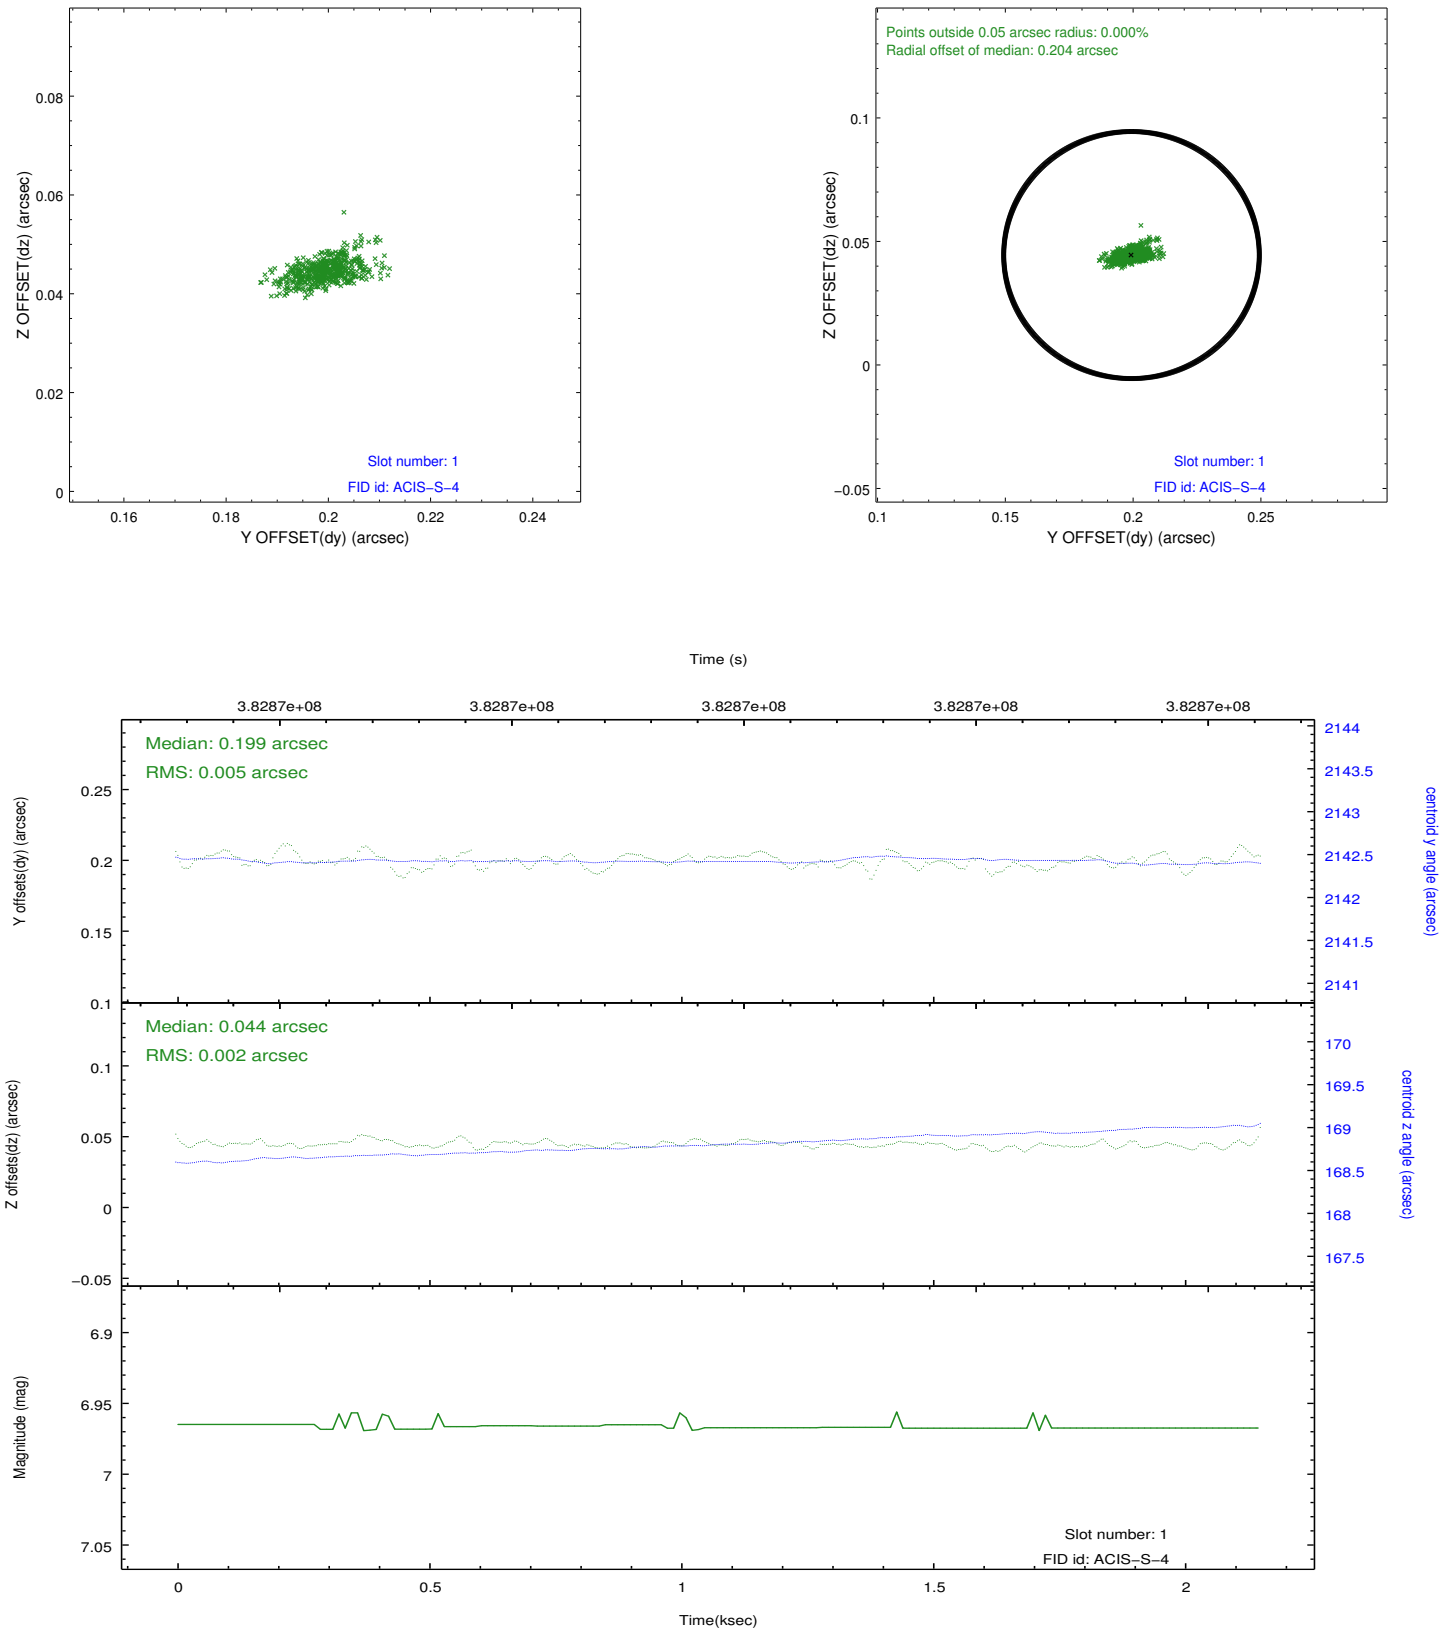 0.08
0.06
0.04
0.02
0
Z OFFSET(dz) (arcsec)
Slot number: 1
FID id: ACIS−S−4
0.16 0.18 0.2 0.22 0.24
Y OFFSET(dy) (arcsec)
Points outside 0.05 arcsec radius: 0.000%
Radial offset of median: 0.204 arcsec
0.1
0.05
0
−0.05
Z OFFSET(dz) (arcsec)
Slot number: 1
FID id: ACIS−S−4
0.1 0.15 0.2 0.25
Y OFFSET(dy) (arcsec)
Time (s)
3.8287e+08 3.8287e+08 3.8287e+08 3.8287e+08 3.8287e+08
Median: 0.199 arcsec
RMS: 0.005 arcsec
0.25
0.2
0.15
0.1
Y offsets(dy) (arcsec)
2144
2143.5
2143
2142.5
2142
2141.5
2141
centroid y angle (arcsec)
Median: 0.044 arcsec
RMS: 0.002 arcsec
0.1
0.05
0
−0.05
Z offsets(dz) (arcsec)
170
169.5
169
168.5
168
167.5
centroid z angle (arcsec)
6.9
6.95
7
7.05
Magnitude (mag)
Slot number: 1
FID id: ACIS−S−4
0 0.5 1 1.5 2
Time(ksec)